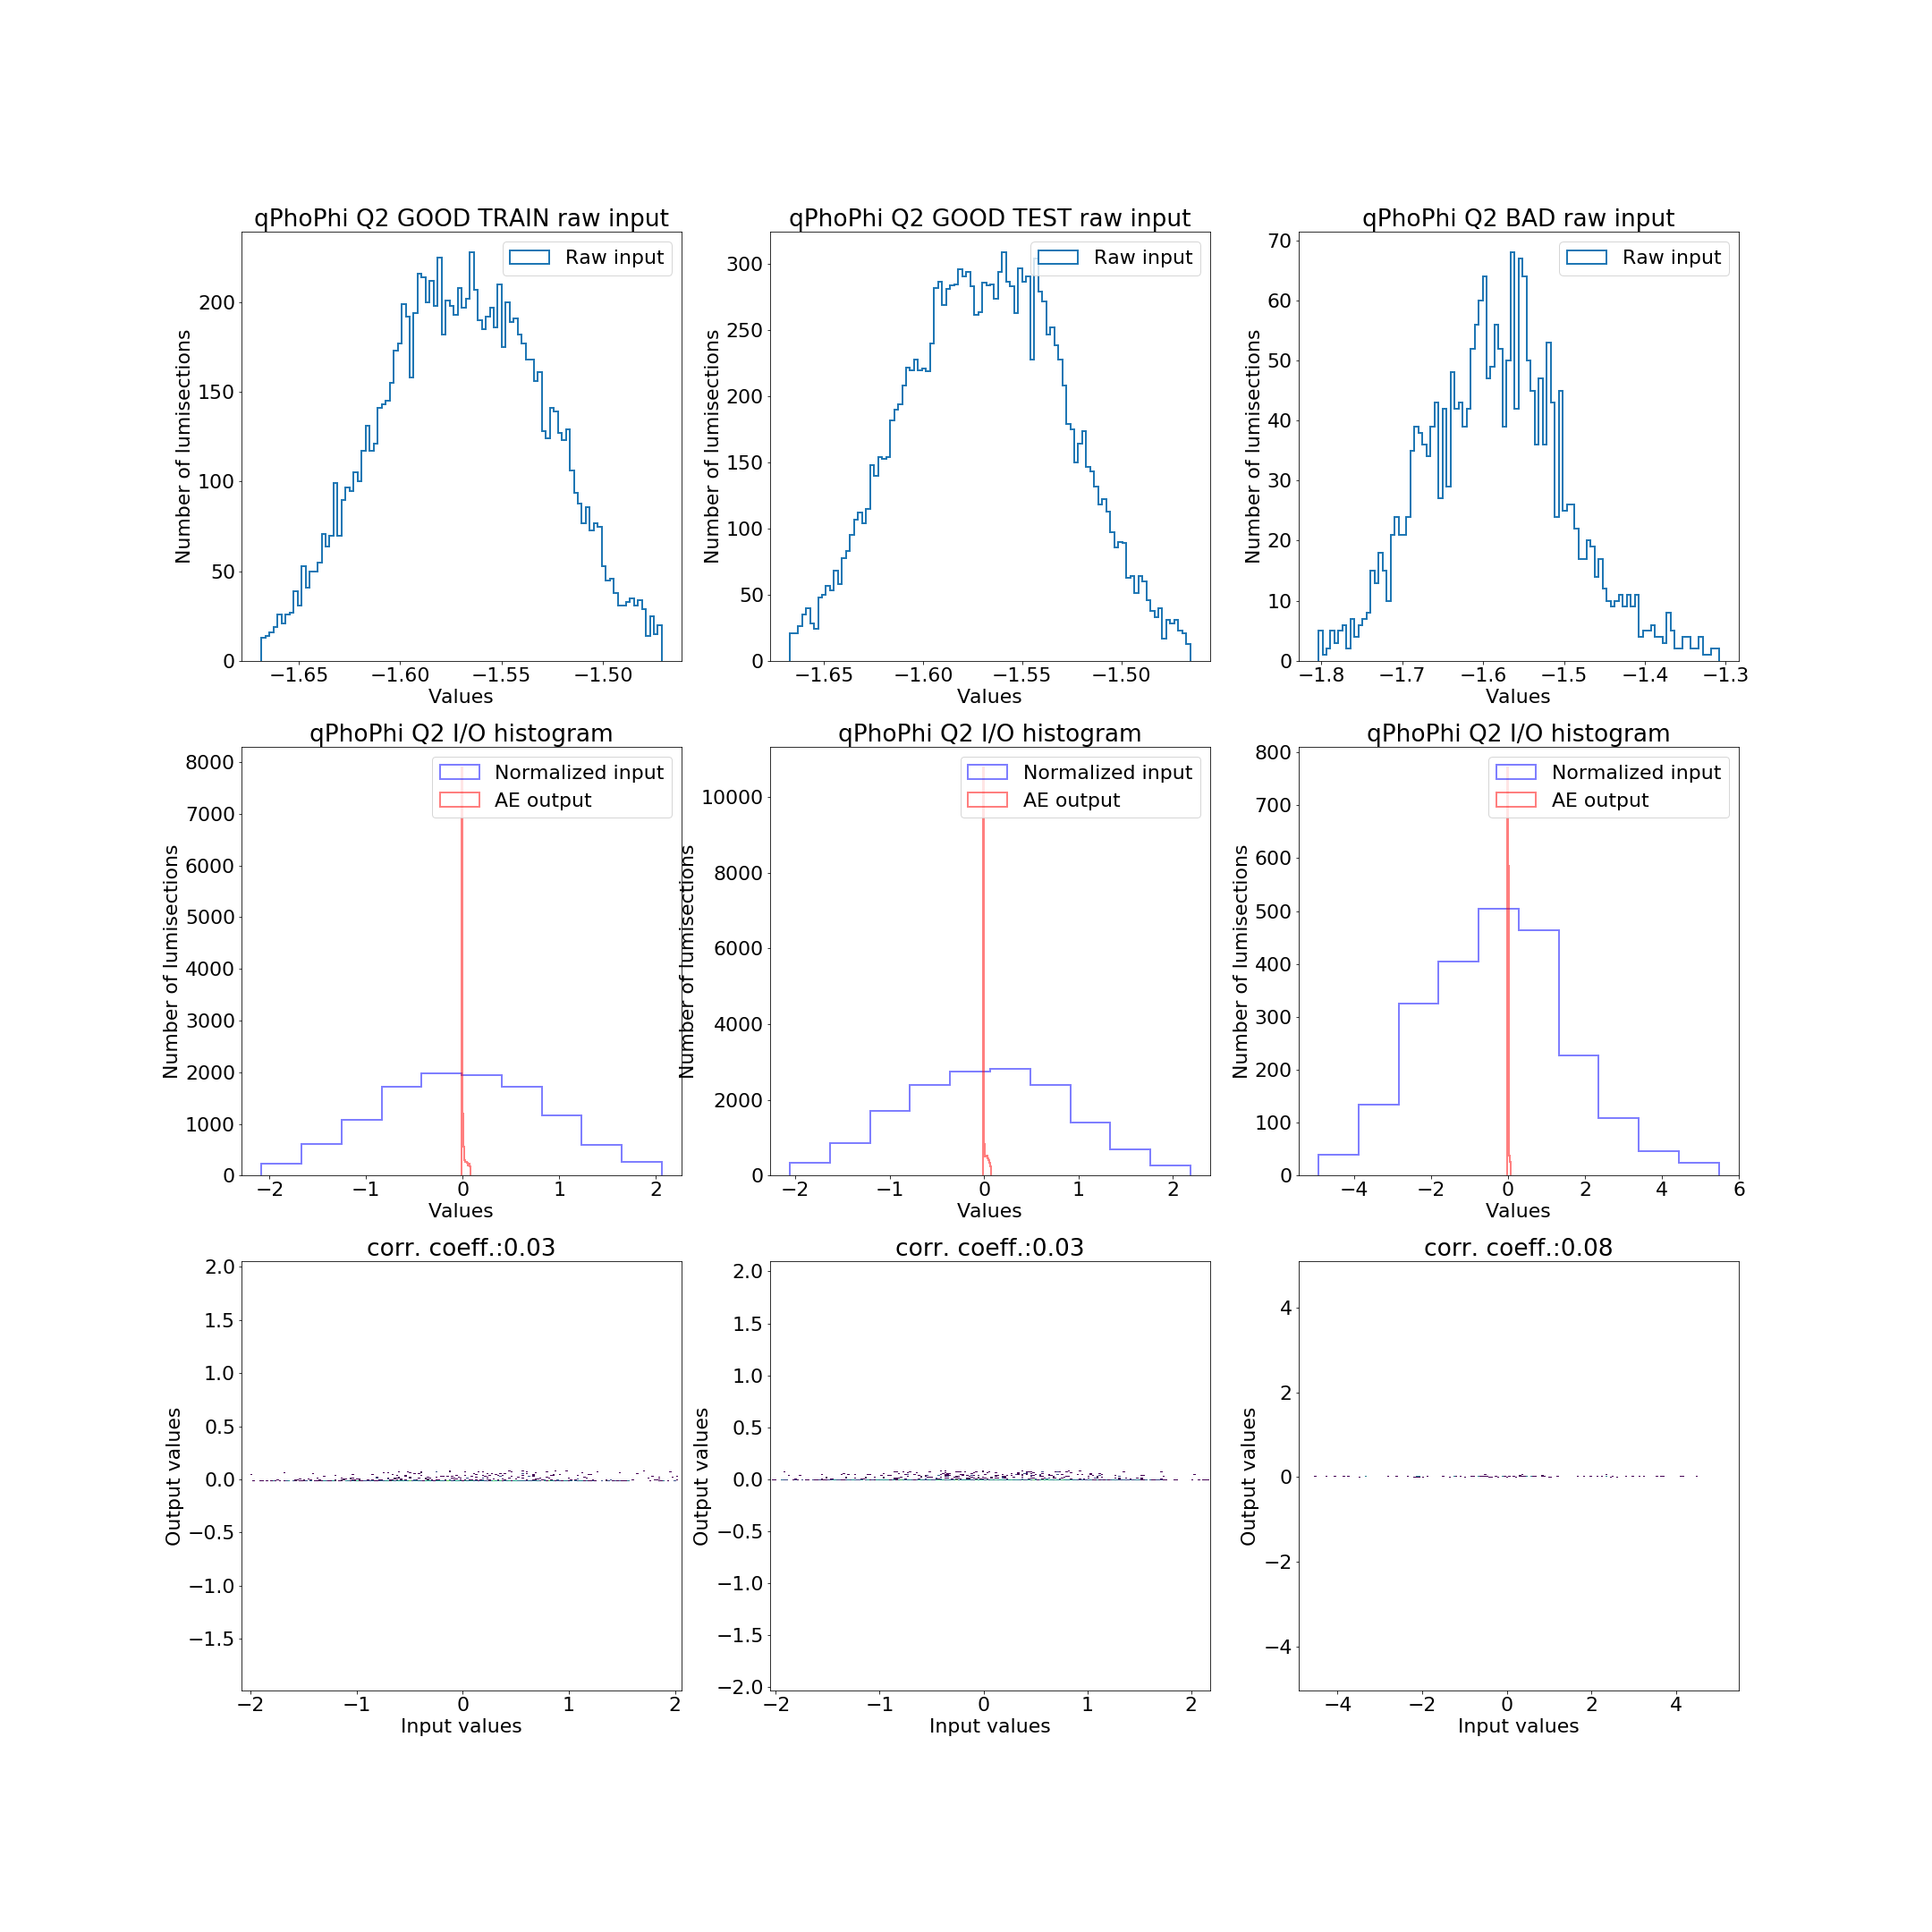 qPhoPhi Q2 GOOD TRAIN raw input
Raw input
Number of lumisections
200
150
100
50
0
−1.65 −1.60 −1.55 −1.50
Values
qPhoPhi Q2 GOOD TEST raw input
Raw input
Number of lumisections
300
250
200
150
100
50
0
−1.65 −1.60 −1.55 −1.50
Values
qPhoPhi Q2 BAD raw input
Raw input
Number of lumisections
70
60
50
40
30
20
10
0
−1.8 −1.7 −1.6 −1.5 −1.4 −1.3
Values
qPhoPhi Q2 I/O histogram
Normalized input
AE output
Number of lumisections
8000
7000
6000
5000
4000
3000
2000
1000
0
−2 −1 0 1 2
Values
qPhoPhi Q2 I/O histogram
Normalized input
AE output
Number of lumisections
10000
8000
6000
4000
2000
0
−2 −1 0 1 2
Values
qPhoPhi Q2 I/O histogram
Normalized input
AE output
Number of lumisections
800
700
600
500
400
300
200
100
0
−4 −2 0 2 4 6
Values
corr. coeff.:0.03
Output values
2.0
1.5
1.0
0.5
0.0
−0.5
−1.0
−1.5
−2 −1 0 1 2
Input values
corr. coeff.:0.03
Output values
2.0
1.5
1.0
0.5
0.0
−0.5
−1.0
−1.5
−2.0
−2 −1 0 1 2
Input values
corr. coeff.:0.08
Output values
4
2
0
−2
−4
−4 −2 0 2 4
Input values